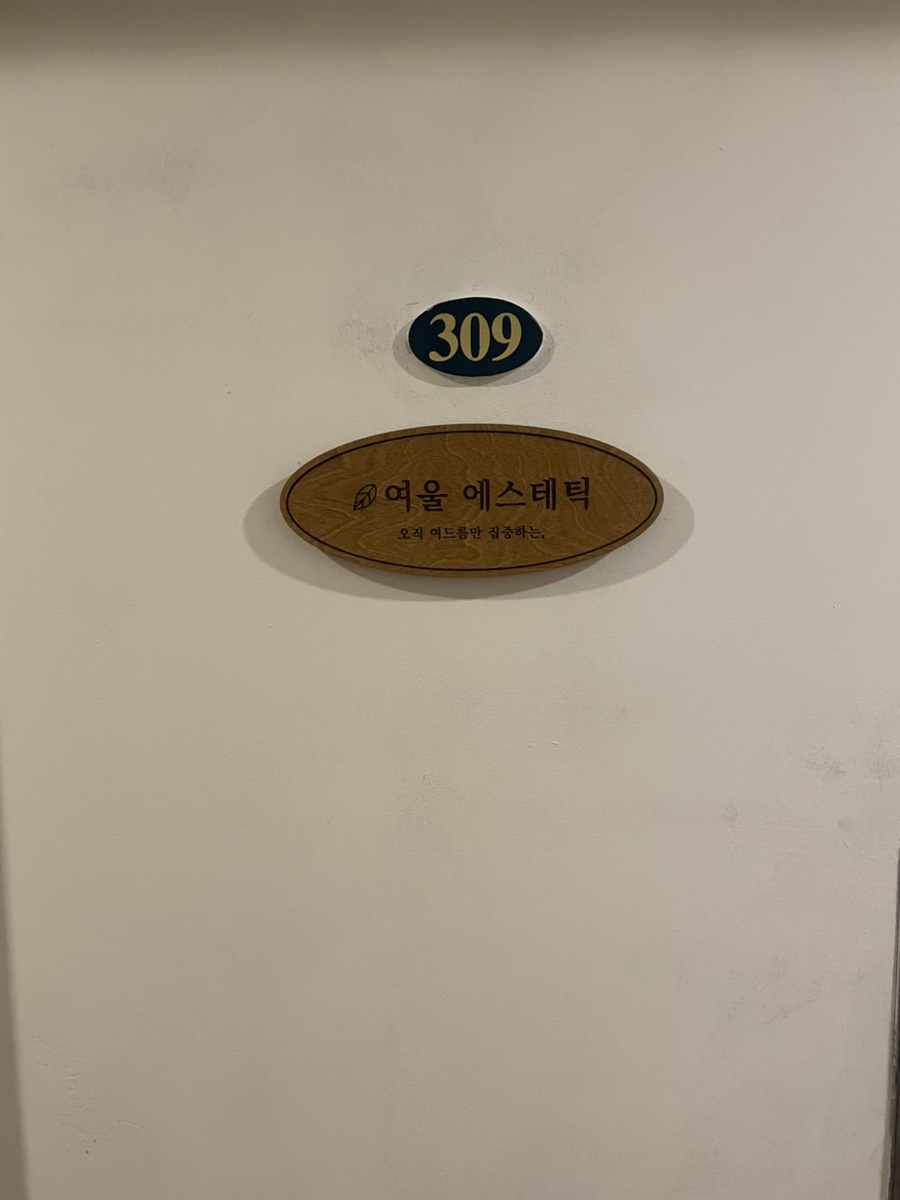 309
여울 에스테틱
오직 여드름만 집중하는,